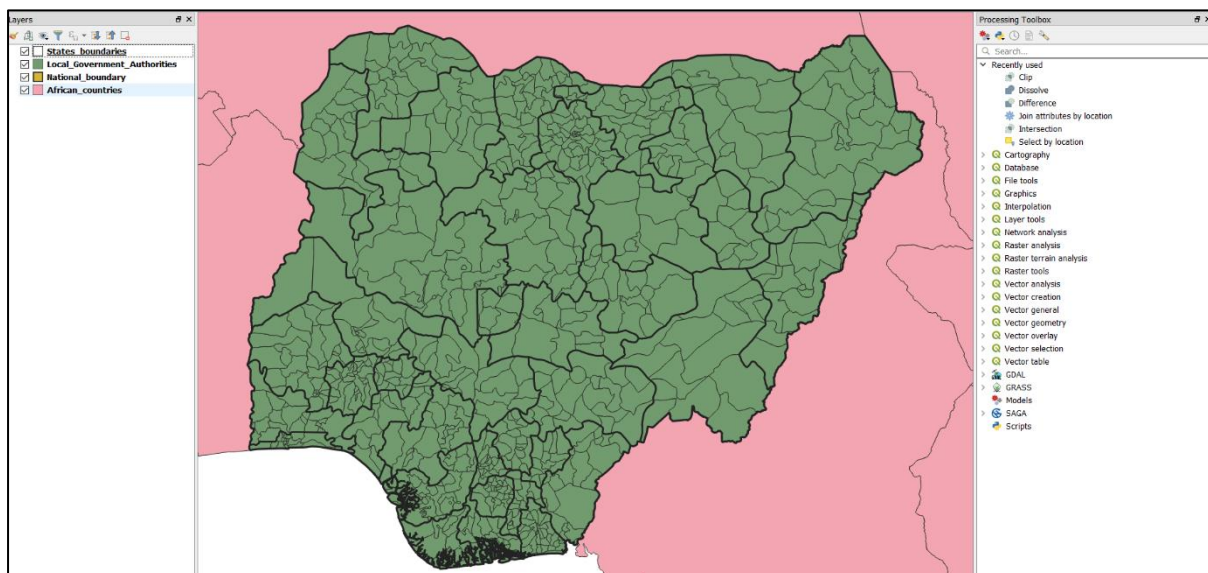 Layers
States_boundaries
Local_Government_Authorities
National_boundary
African_countries
Processing Toolbox
Search...
Recently used
Clip
Dissolve
Difference
Join attributes by location
Intersection
Select by location
Cartography
Database
File tools
Graphics
Interpolation
Layer tools
Network analysis
Raster analysis
Raster terrain analysis
Raster tools
Vector analysis
Vector creation
Vector general
Vector geometry
Vector overlay
Vector selection
Vector table
GDAL
GRASS
Models
SAGA
Scripts